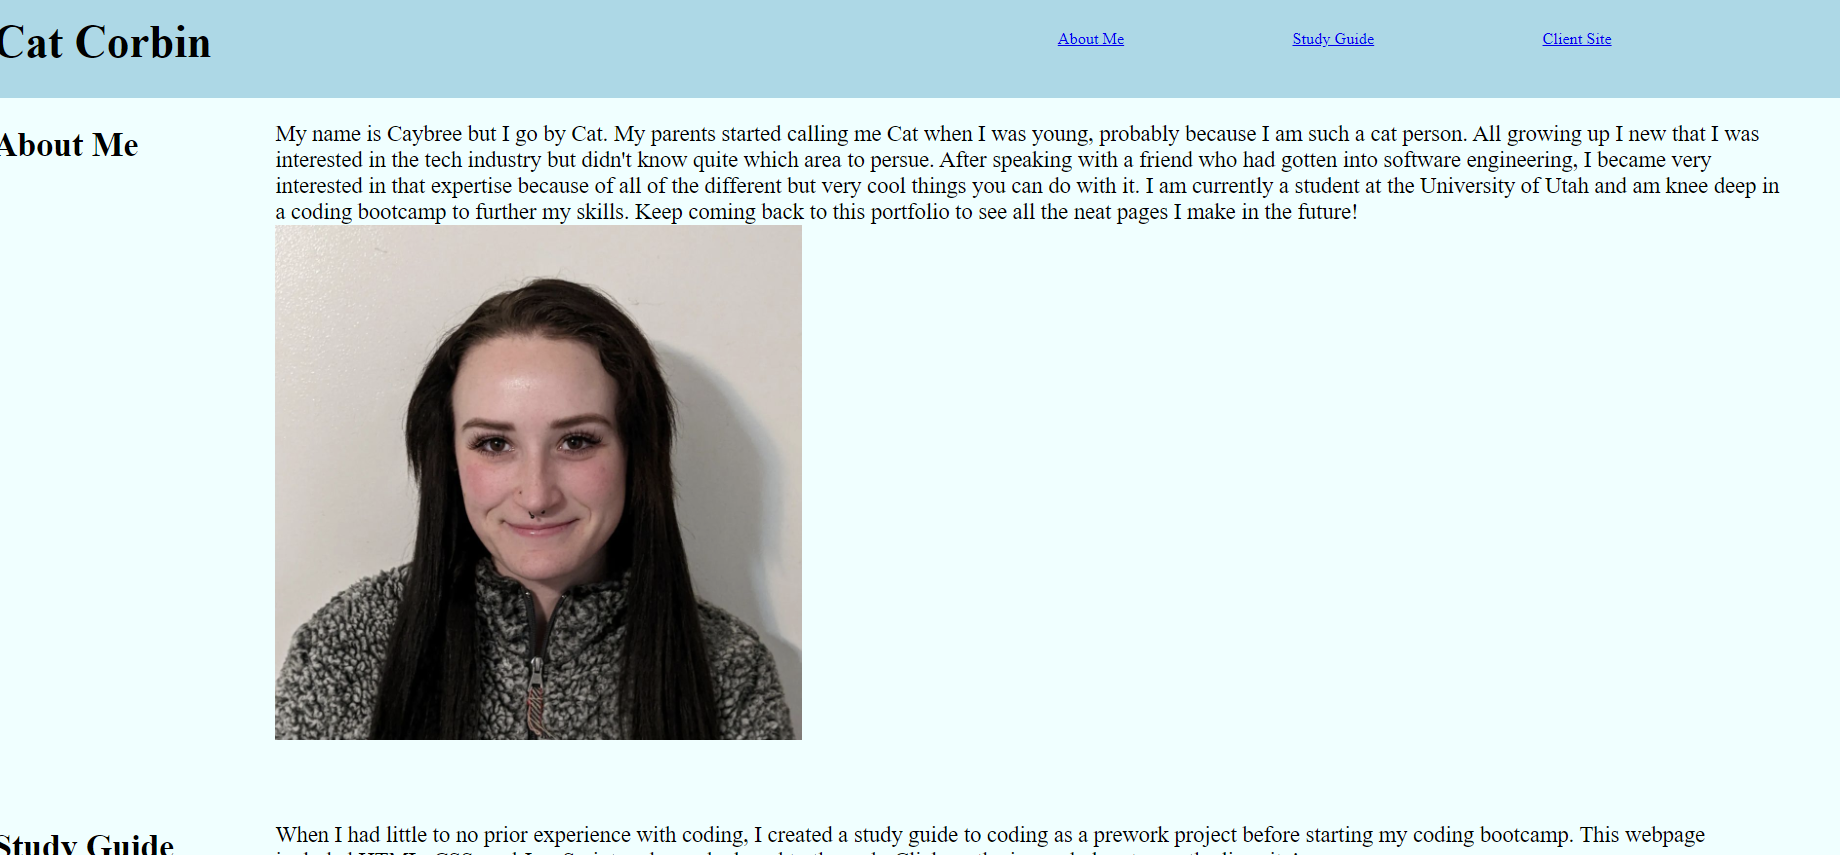 Cat Corbin
About Me
Study Guide
Client Site
About Me
My name is Caybree but I go by Cat. My parents started calling me Cat when I was young, probably because I am such a cat person. All growing up I new that I was
interested in the tech industry but didn't know quite which area to persue. After speaking with a friend who had gotten into software engineering, I became very
interested in that expertise because of all of the different but very cool things you can do with it. I am currently a student at the University of Utah and am knee deep in
a coding bootcamp to further my skills. Keep coming back to this portfolio to see all the neat pages I make in the future!
Study Guide
When I had little to no prior experience with coding, I created a study guide to coding as a prework project before starting my coding bootcamp. This webpage